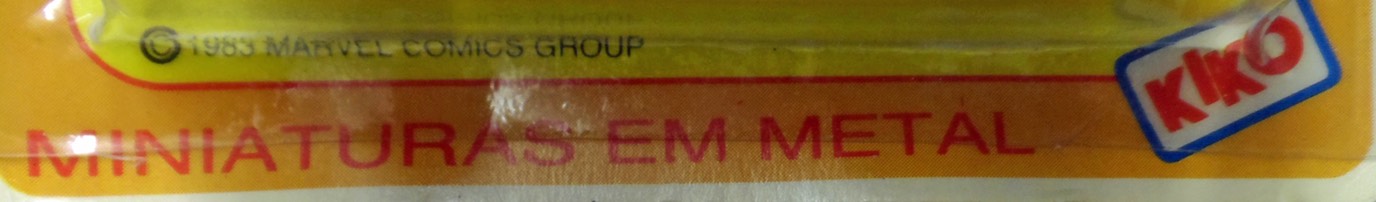 © 1983 MARVEL COMICS GROUP
KIKO
MINIATURAS EM METAL